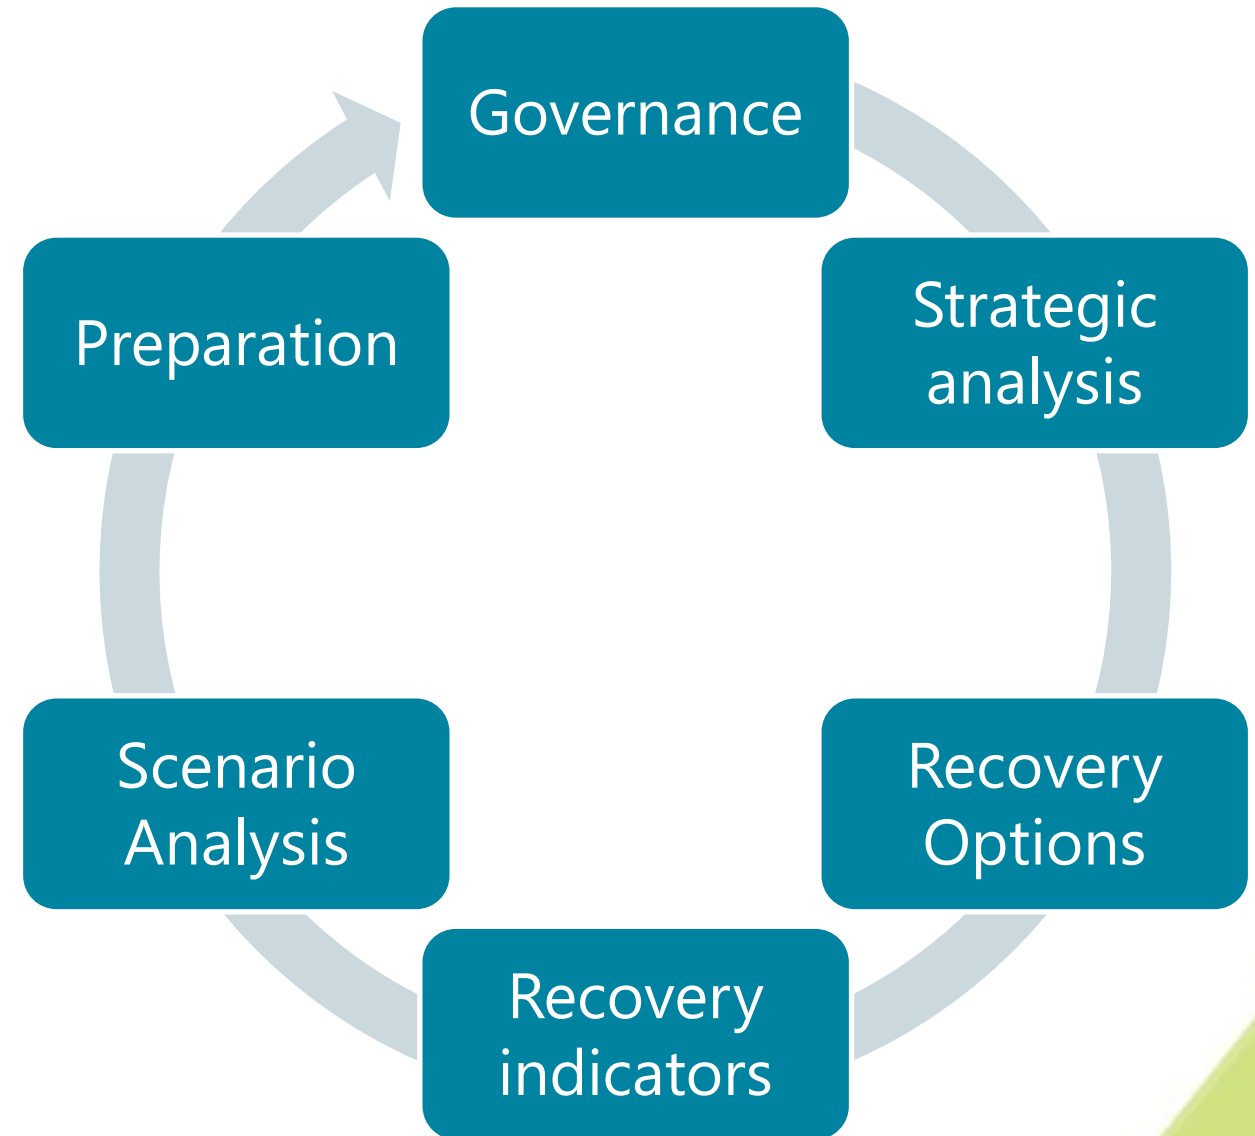 Governance
Strategic
analysis
Recovery
Options
Recovery
indicators
Scenario
Analysis
Preparation